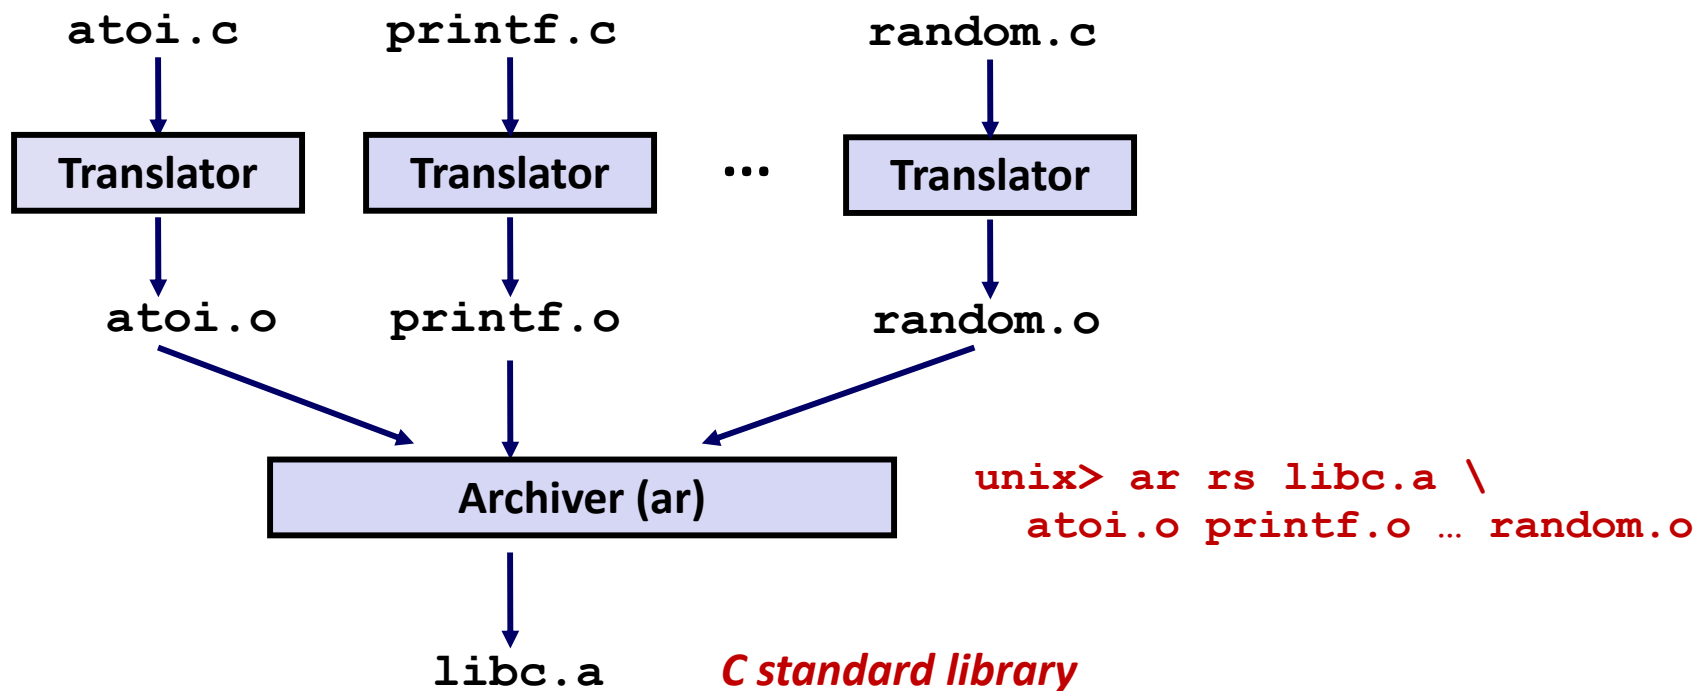 atoi.c printf.c random.c
Translator Translator ... Translator
atoi.o printf.o random.o
Archiver (ar)
unix> ar rs libc.a \
atoi.o printf.o … random.o
libc.a C standard library